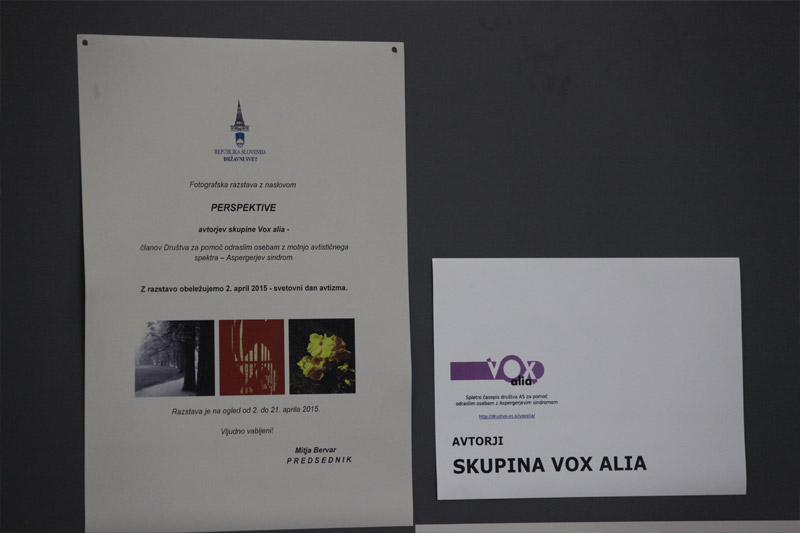 REPUBLIKA SLOVENIJA
DRŽAVNI SVET
Fotografska razstava z naslovom
PERSPEKTIVE
avtorjev skupine Vox alia -
članov Društva za pomoč odraslim osebam z motnjo avtističnega
spektra – Aspergerjev sindrom.
Z razstavo obeležujemo 2. april 2015 - svetovni dan avtizma.
Razstava je na ogled od 2. do 21. aprila 2015.
Vljudno vabljeni!
Mitja Bervar
PREDSEDNIK
VOX
alia
Spletno časopis društva AS za pomoč
odraslim osebam z Aspergerjevim sindromom
AVTORJI
SKUPINA VOX ALIA